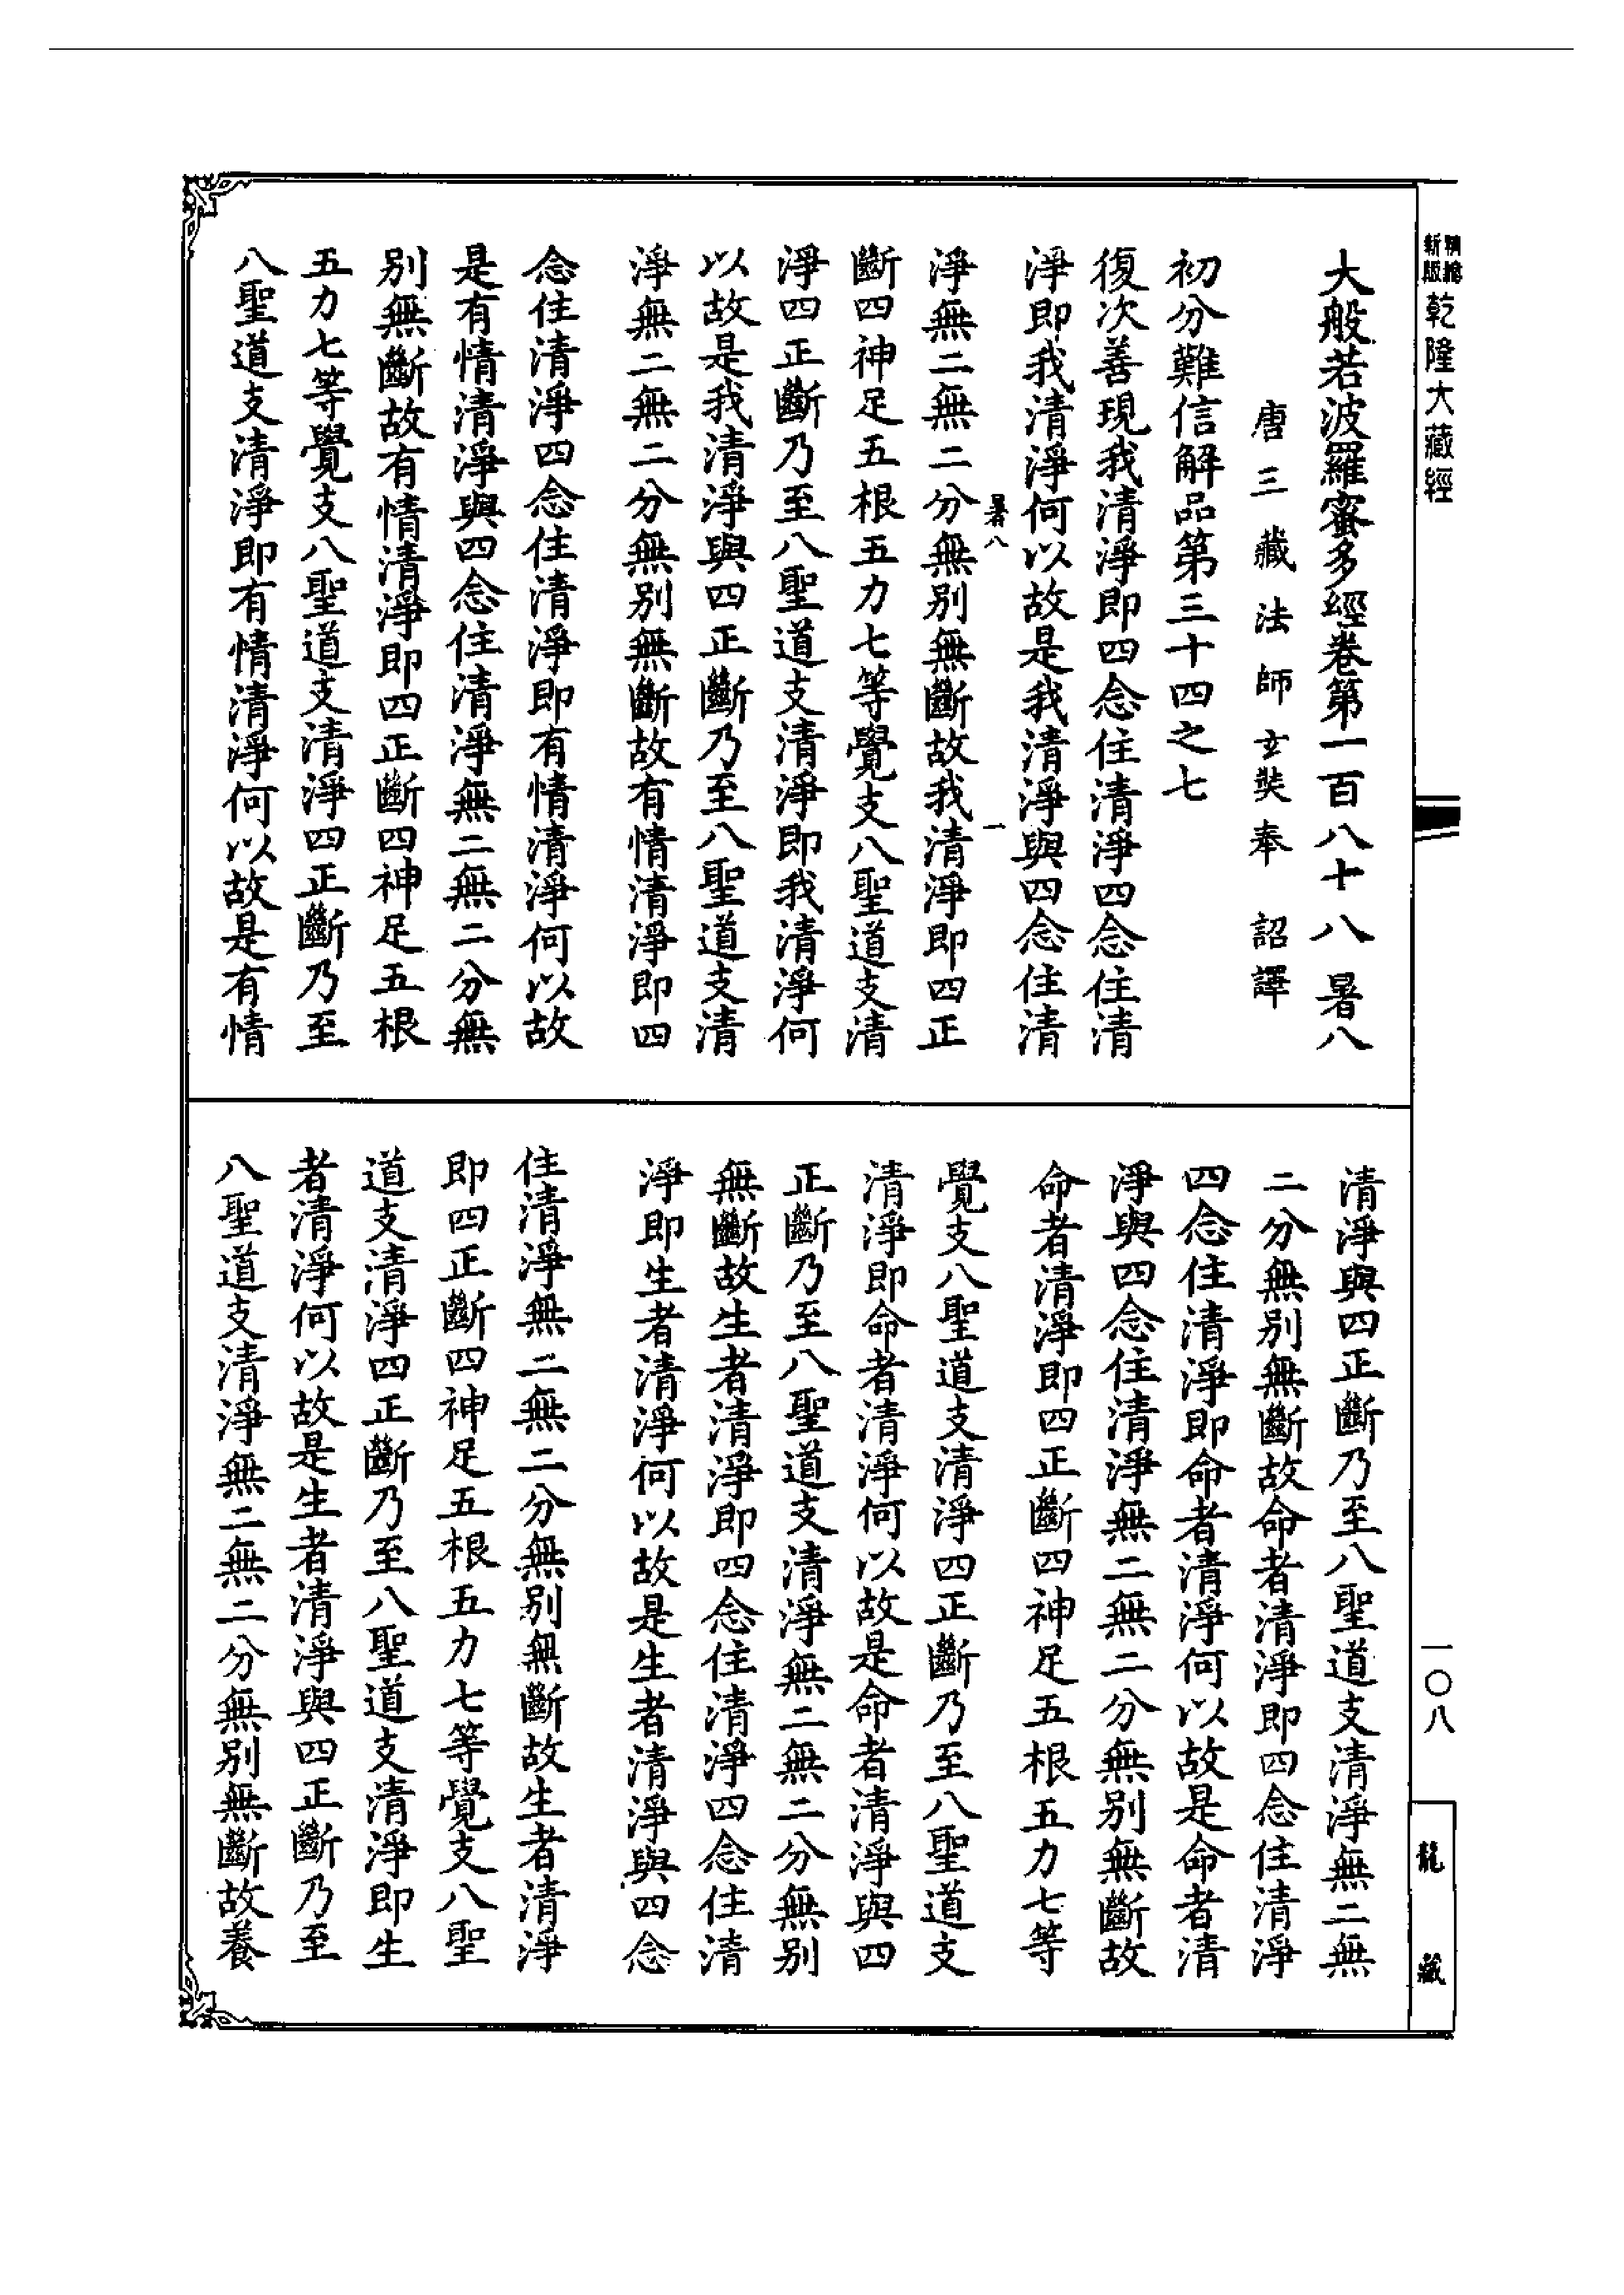 精繪
新版
乾隆大藏經
大般若波羅蜜多經卷第一百八十八 暑八
唐三藏法師玄奘奉 詔譯
初分難信解品第三十四之七
復次善現我清淨即四念住清淨四念住清
淨即我清淨何以故是我清淨與四念住清
暑八 一
淨無二無二分無別無斷故我清淨即四正
斷四神足五根五力七等覺支八聖道支清
淨四正斷乃至八聖道支清淨即我清淨何
以故是我清淨與四正斷乃至八聖道支清
淨無二無二分無別無斷故有情清淨即四
念住清淨四念住清淨即有情清淨何以故
是有情清淨與四念住清淨無二無二分無
別無斷故有情清淨即四正斷四神足五根
五力七等覺支八聖道支清淨四正斷乃至
八聖道支清淨即有情清淨何以故是有情
清淨與四正斷乃至八聖道支清淨無二無
二分無別無斷故命者清淨即四念住清淨
四念住清淨即命者清淨何以故是命者清
淨與四念住清淨無二無二分無別無斷故
命者清淨即四正斷四神足五根五力七等
覺支八聖道支清淨四正斷乃至八聖道支
清淨即命者清淨何以故是命者清淨與四
正斷乃至八聖道支清淨無二無二分無別
無斷故生者清淨即四念住清淨四念住清
淨即生者清淨何以故是生者清淨與四念
住清淨無二無二分無別無斷故生者清淨
即四正斷四神足五根五力七等覺支八聖
道支清淨四正斷乃至八聖道支清淨即生
者清淨何以故是生者清淨與四正斷乃至
八聖道支清淨無二無二分無別無斷故養
一〇八
龍藏